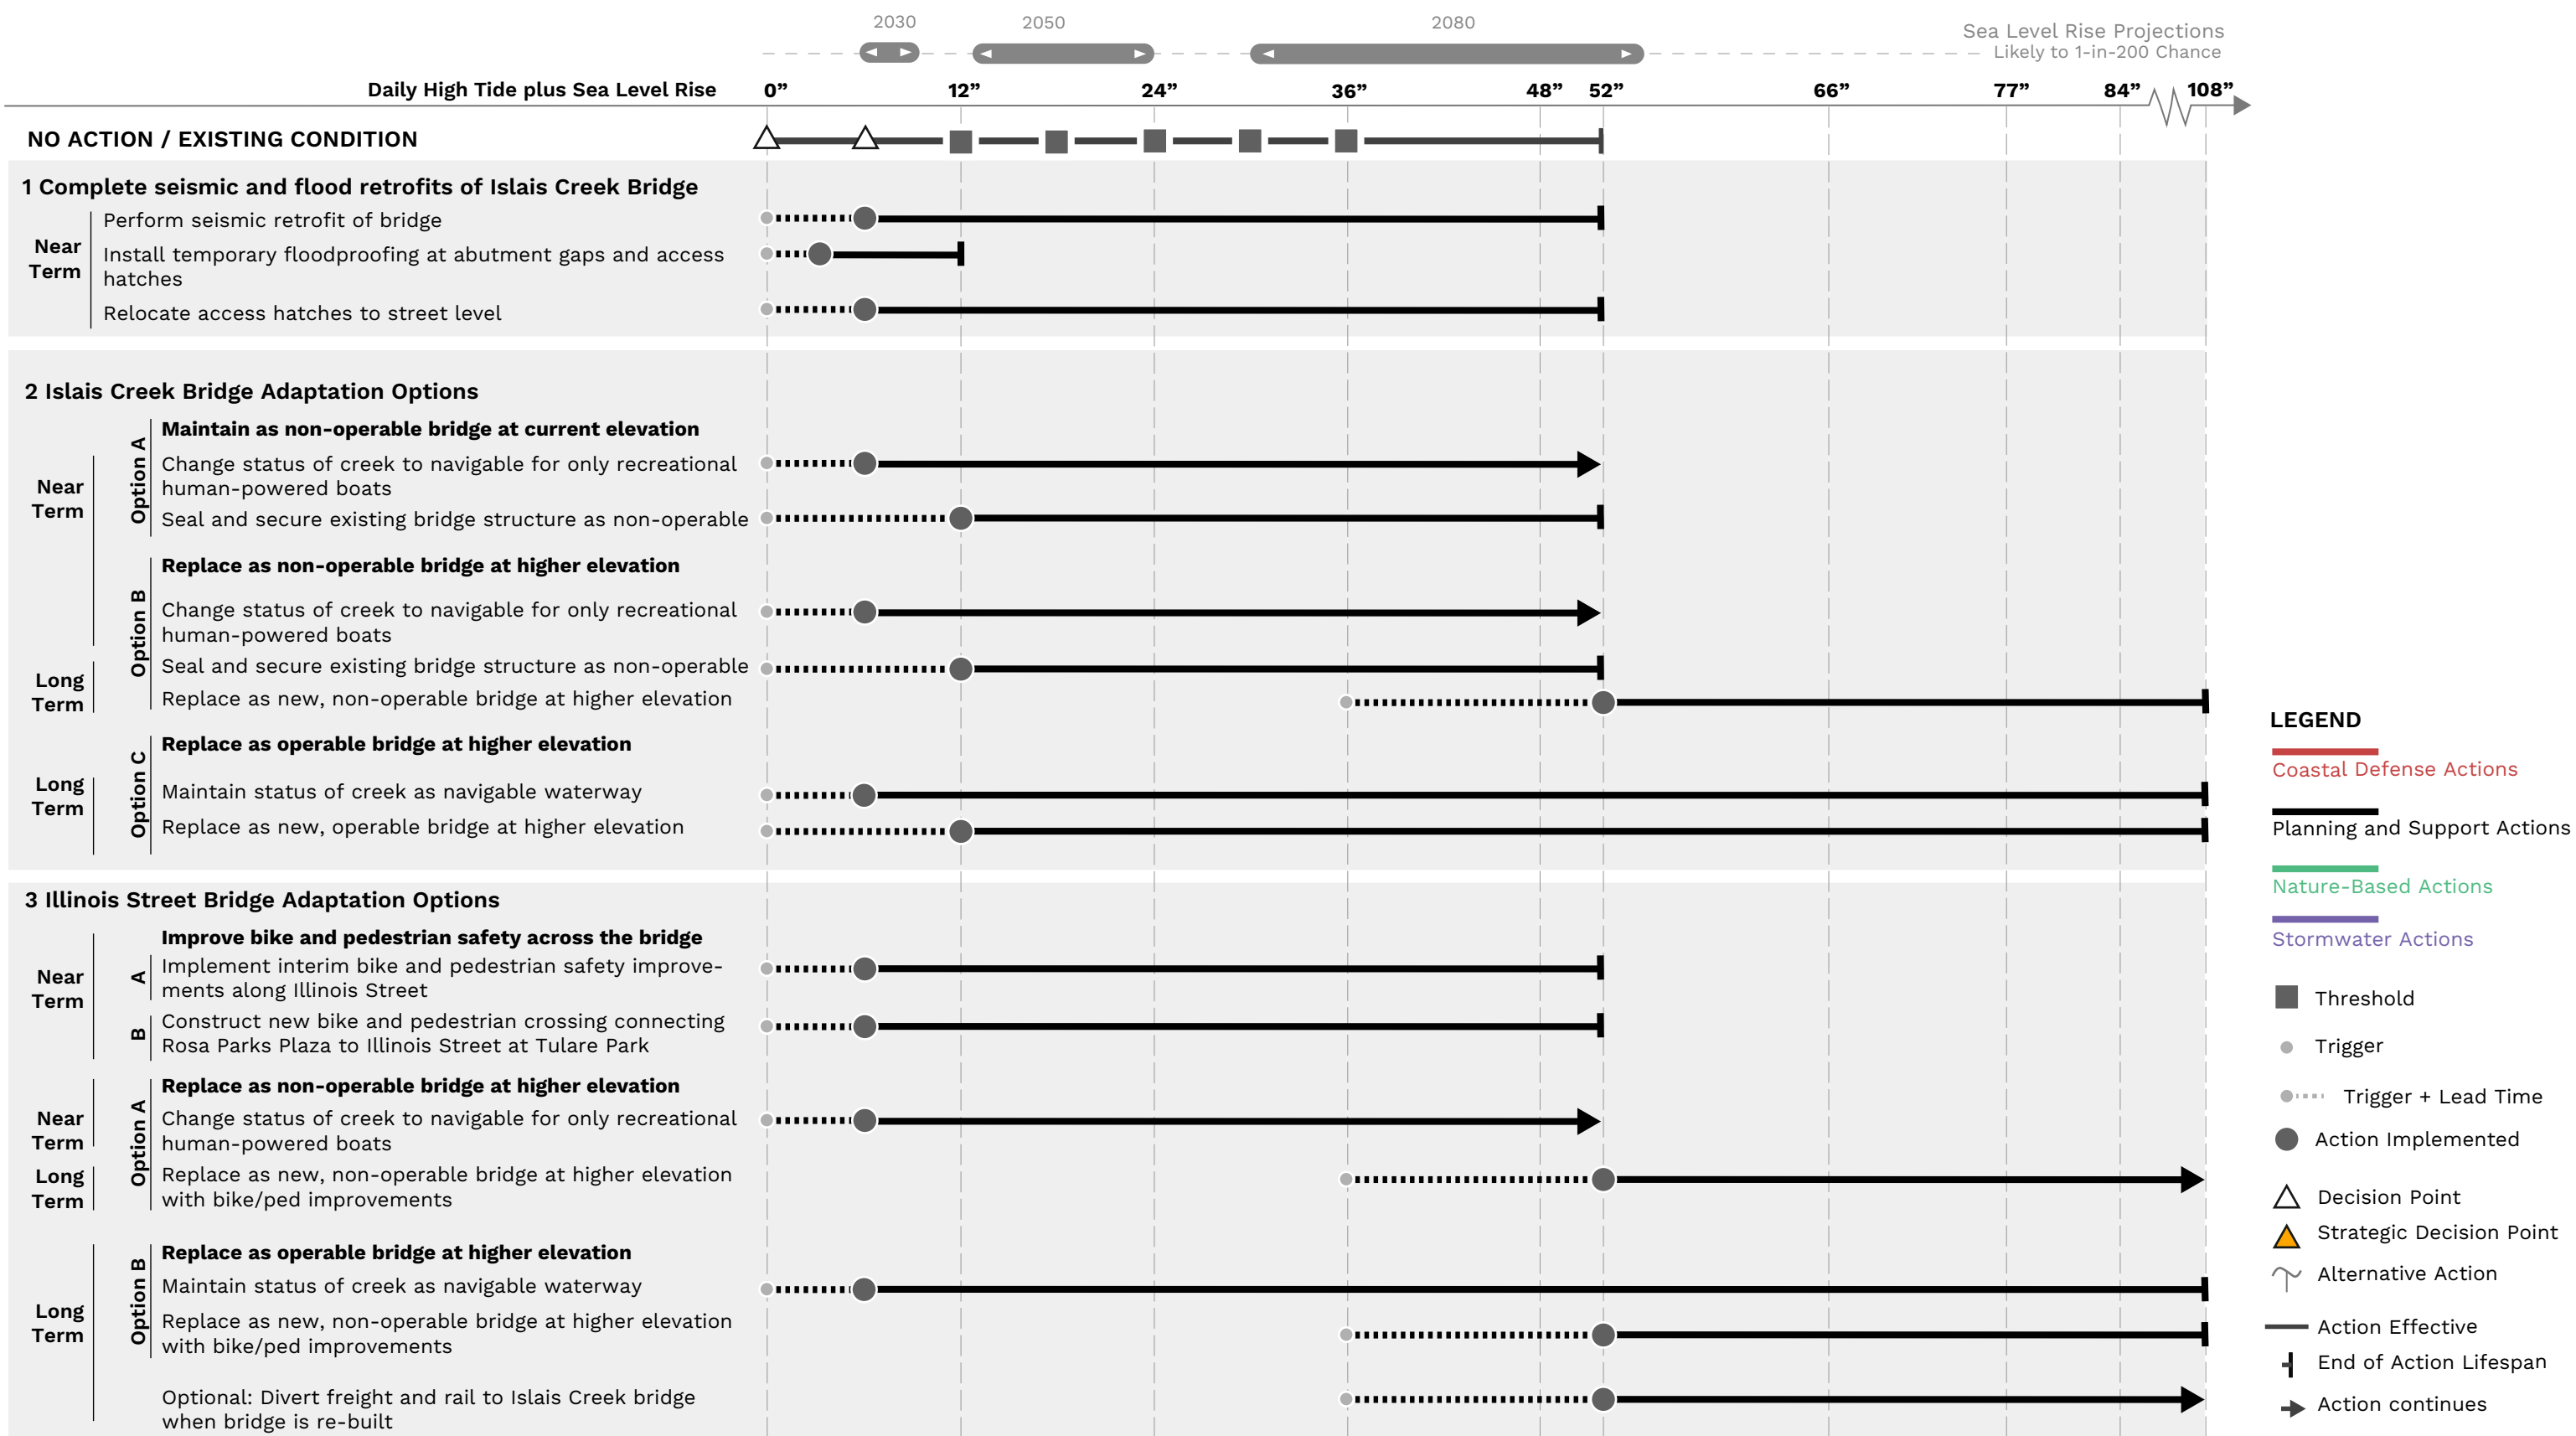 2030 2050 2080
Sea Level Rise Projections
Likely to 1-in-200 Chance
Daily High Tide plus Sea Level Rise 0” 12” 24” 36” 48” 52” 66” 77” 84” 108”
NO ACTION / EXISTING CONDITION
1 Complete seismic and flood retrofits of Islais Creek Bridge
Near
Term
Perform seismic retrofit of bridge
Install temporary floodproofing at abutment gaps and access
hatches
Relocate access hatches to street level
2 Islais Creek Bridge Adaptation Options
Near
Term
Option A
Maintain as non-operable bridge at current elevation
Change status of creek to navigable for only recreational
human-powered boats
Seal and secure existing bridge structure as non-operable
Option B
Replace as non-operable bridge at higher elevation
Change status of creek to navigable for only recreational
human-powered boats
Long
Term
Seal and secure existing bridge structure as non-operable
Replace as new, non-operable bridge at higher elevation
Long
Term
Option C
Replace as operable bridge at higher elevation
Maintain status of creek as navigable waterway
Replace as new, operable bridge at higher elevation
3 Illinois Street Bridge Adaptation Options
Near
Term
Improve bike and pedestrian safety across the bridge
A
Implement interim bike and pedestrian safety improve-
ments along Illinois Street
B
Construct new bike and pedestrian crossing connecting
Rosa Parks Plaza to Illinois Street at Tulare Park
Near
Term
Option A
Replace as non-operable bridge at higher elevation
Change status of creek to navigable for only recreational
human-powered boats
Long
Term
Replace as new, non-operable bridge at higher elevation
with bike/ped improvements
Long
Term
Option B
Replace as operable bridge at higher elevation
Maintain status of creek as navigable waterway
Replace as new, non-operable bridge at higher elevation
with bike/ped improvements
Optional: Divert freight and rail to Islais Creek bridge
when bridge is re-built
LEGEND
Coastal Defense Actions
Planning and Support Actions
Nature-Based Actions
Stormwater Actions
Threshold
Trigger
Trigger + Lead Time
Action Implemented
Decision Point
Strategic Decision Point
Alternative Action
Action Effective
End of Action Lifespan
Action continues